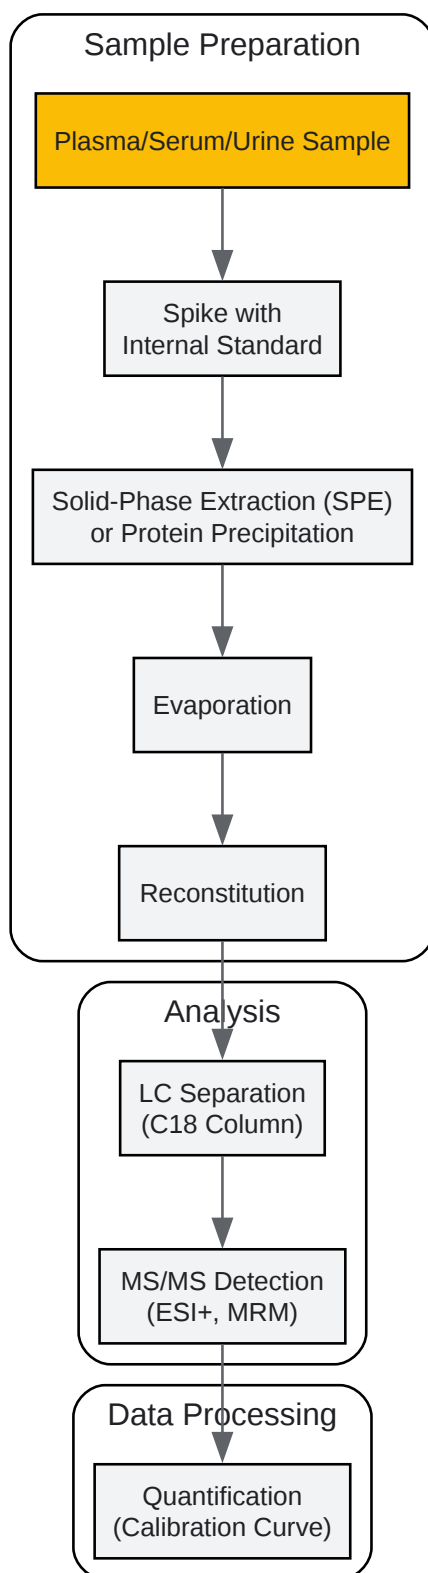 Sample Preparation
Plasma/Serum/Urine Sample
Spike with
Internal Standard
Solid-Phase Extraction (SPE)
or Protein Precipitation
Evaporation
Reconstitution
Analysis
LC Separation
(C18 Column)
MS/MS Detection
(ESI+, MRM)
Data Processing
Quantification
(Calibration Curve)